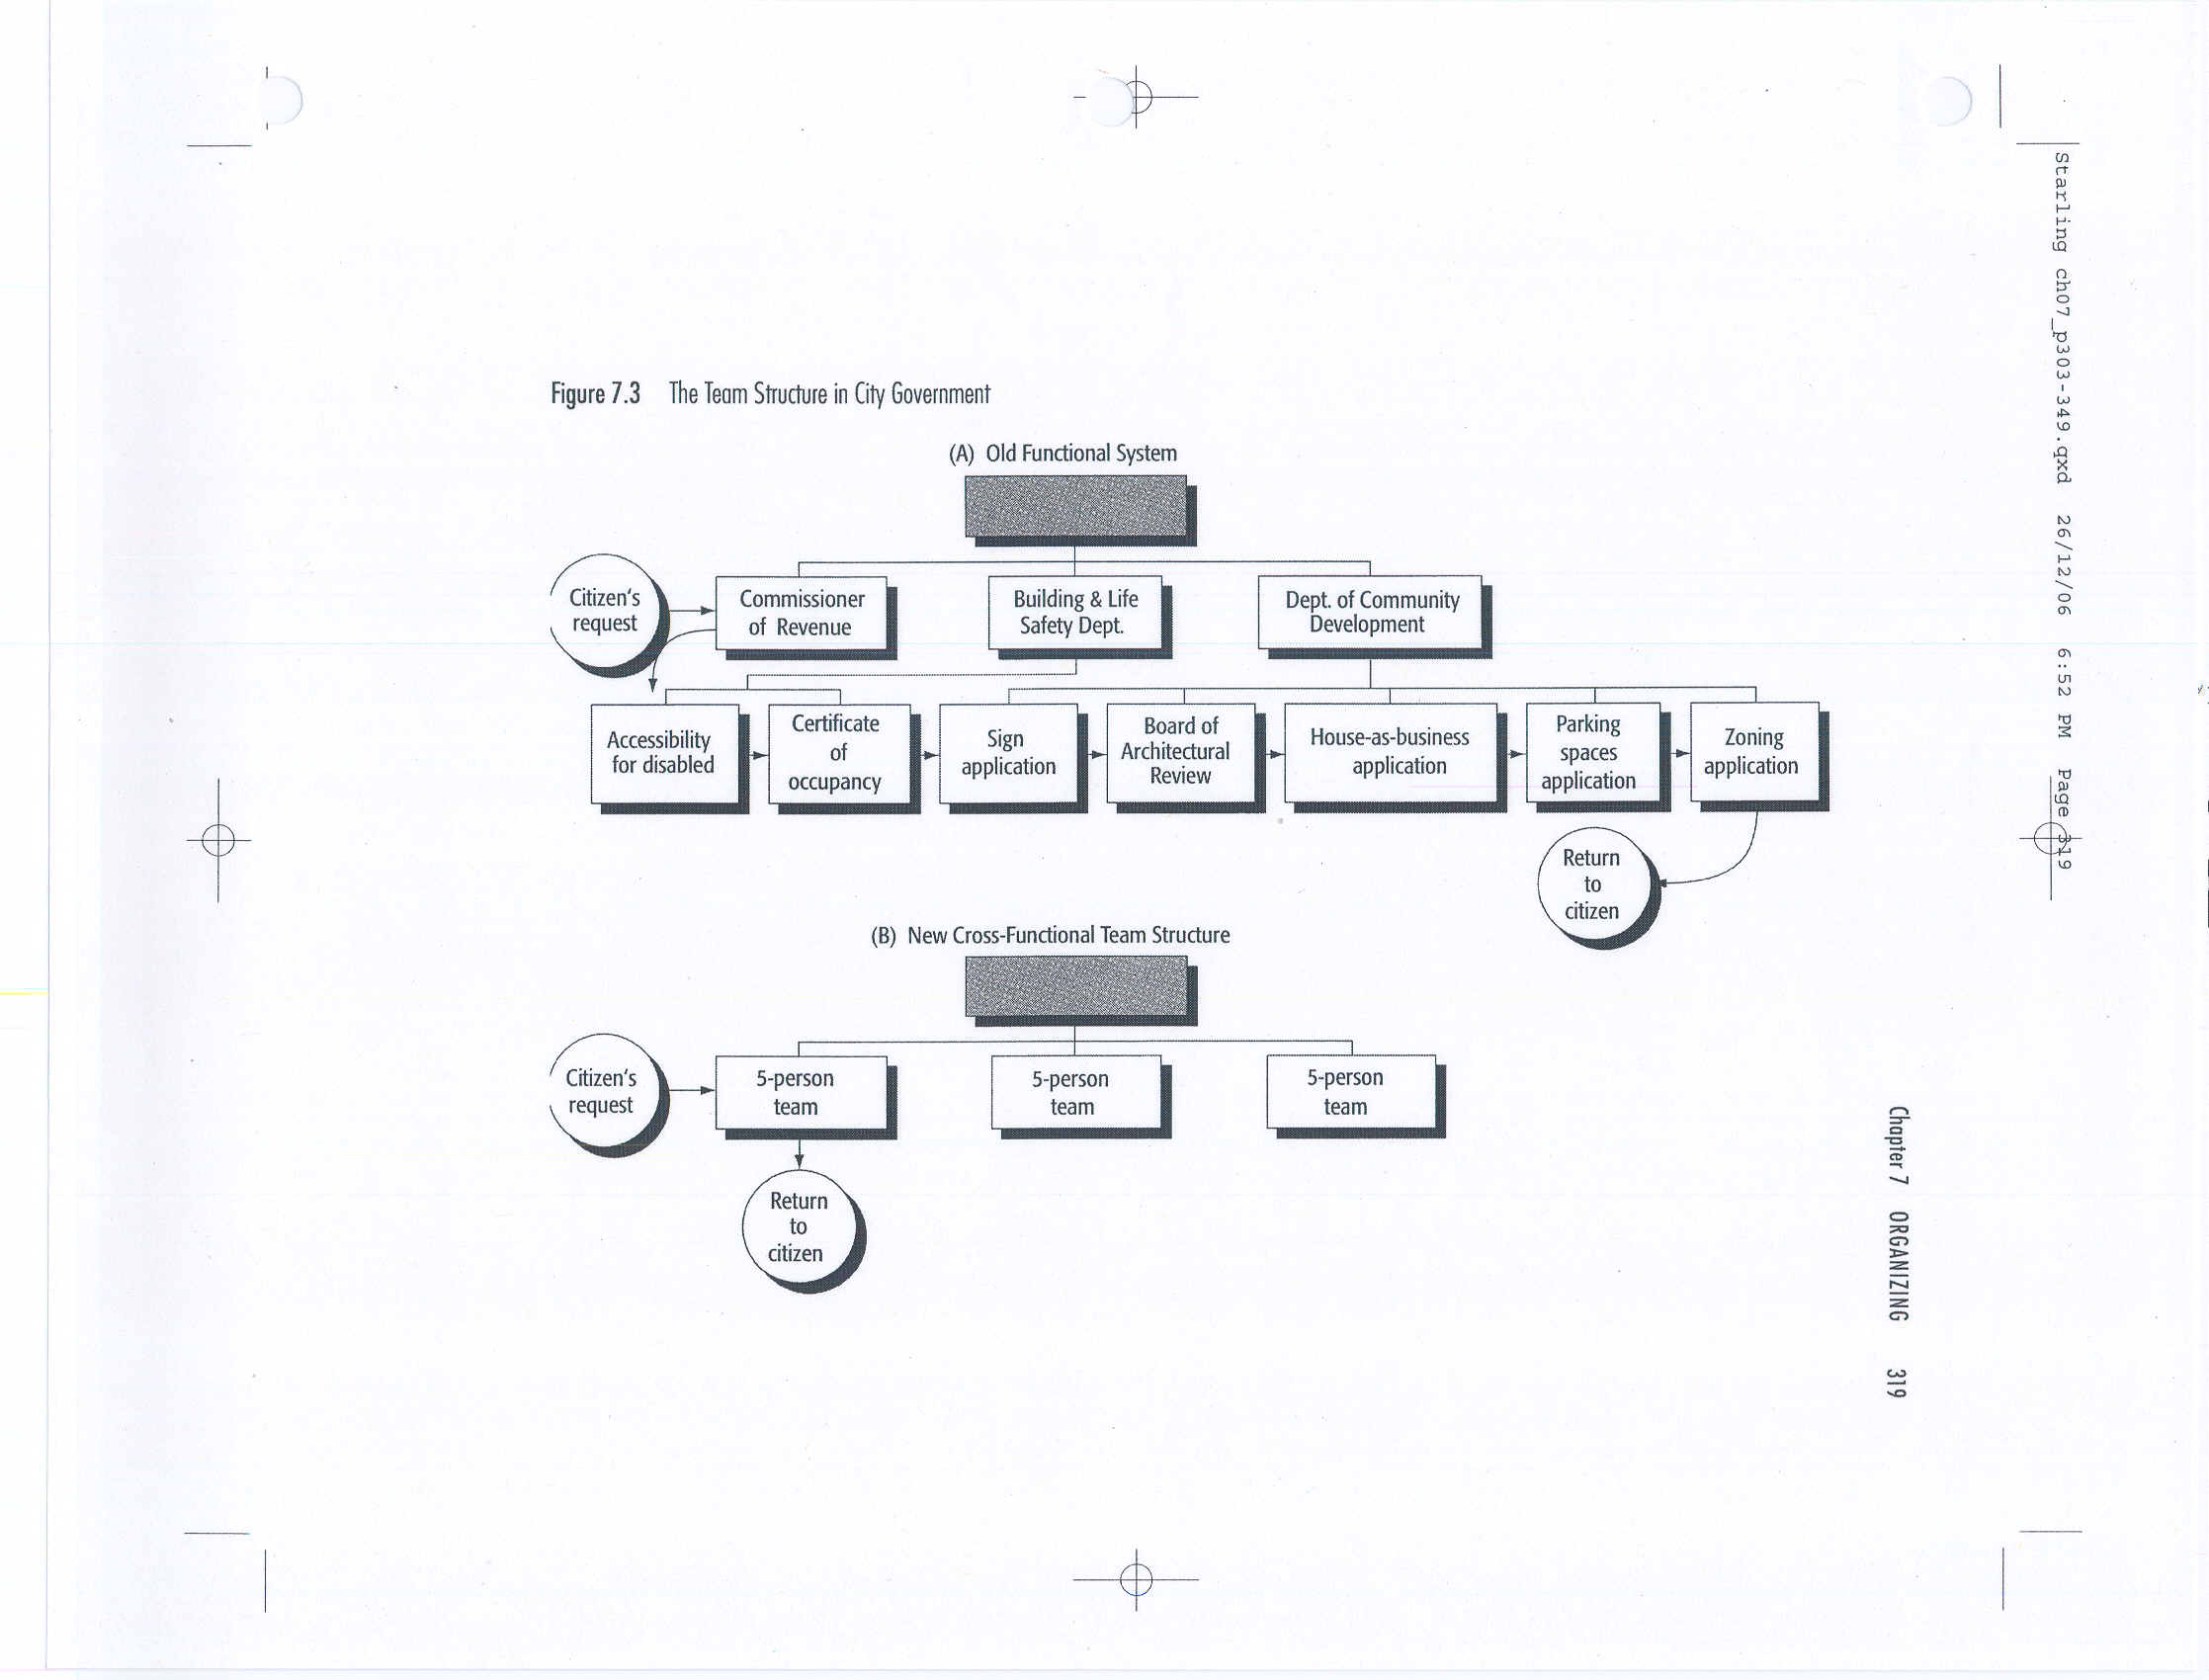 Starling ch07_p303-349.qxd 26/12/06 6:52 PM Page 319
Figure 7.3 The Team Structure in City Government
(A) Old Functional System
Citizen's
request
Commissioner
of Revenue
Building & Life
Safety Dept.
Dept. of Community
Development
Accessibility
for disabled
Certificate
of
occupancy
Sign
application
Board of
Architectural
Review
House-as-business
application
Parking
spaces
application
Zoning
application
Return
to
citizen
(B) New Cross-Functional Team Structure
Citizen's
request
5-person
team
5-person
team
5-person
team
Return
to
citizen
Chapter 7 ORGANIZING 319